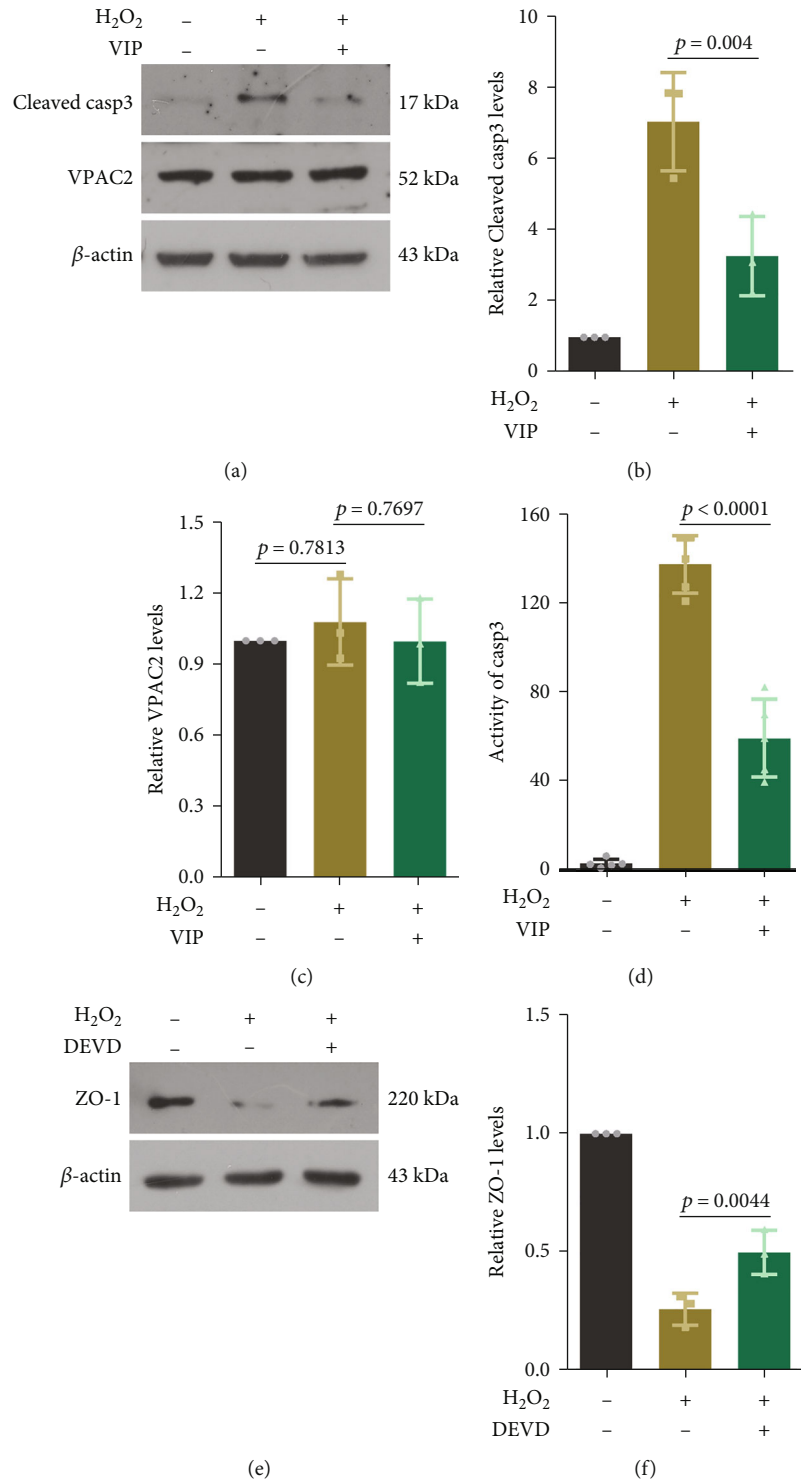 H₂O₂ – + +
VIP – – +
Cleaved casp3 17 kDa
VPAC2 52 kDa
β-actin 43 kDa
(a)
Relative Cleaved casp3 levels
10
8
6
4
2
0
p = 0.004
H₂O₂ – + +
VIP – – +
(b)
Relative VPAC2 levels
1.5
1.2
0.9
0.6
0.3
0.0
p = 0.7697
p = 0.7813
H₂O₂ – + +
VIP – – +
(c)
Activity of casp3
160
120
80
40
0
p < 0.0001
H₂O₂ – + +
VIP – – +
(d)
H₂O₂ – + +
DEVD – – +
ZO-1 220 kDa
β-actin 43 kDa
(e)
Relative ZO-1 levels
1.5
1.0
0.5
0.0
p = 0.0044
H₂O₂ – + +
DEVD – – +
(f)